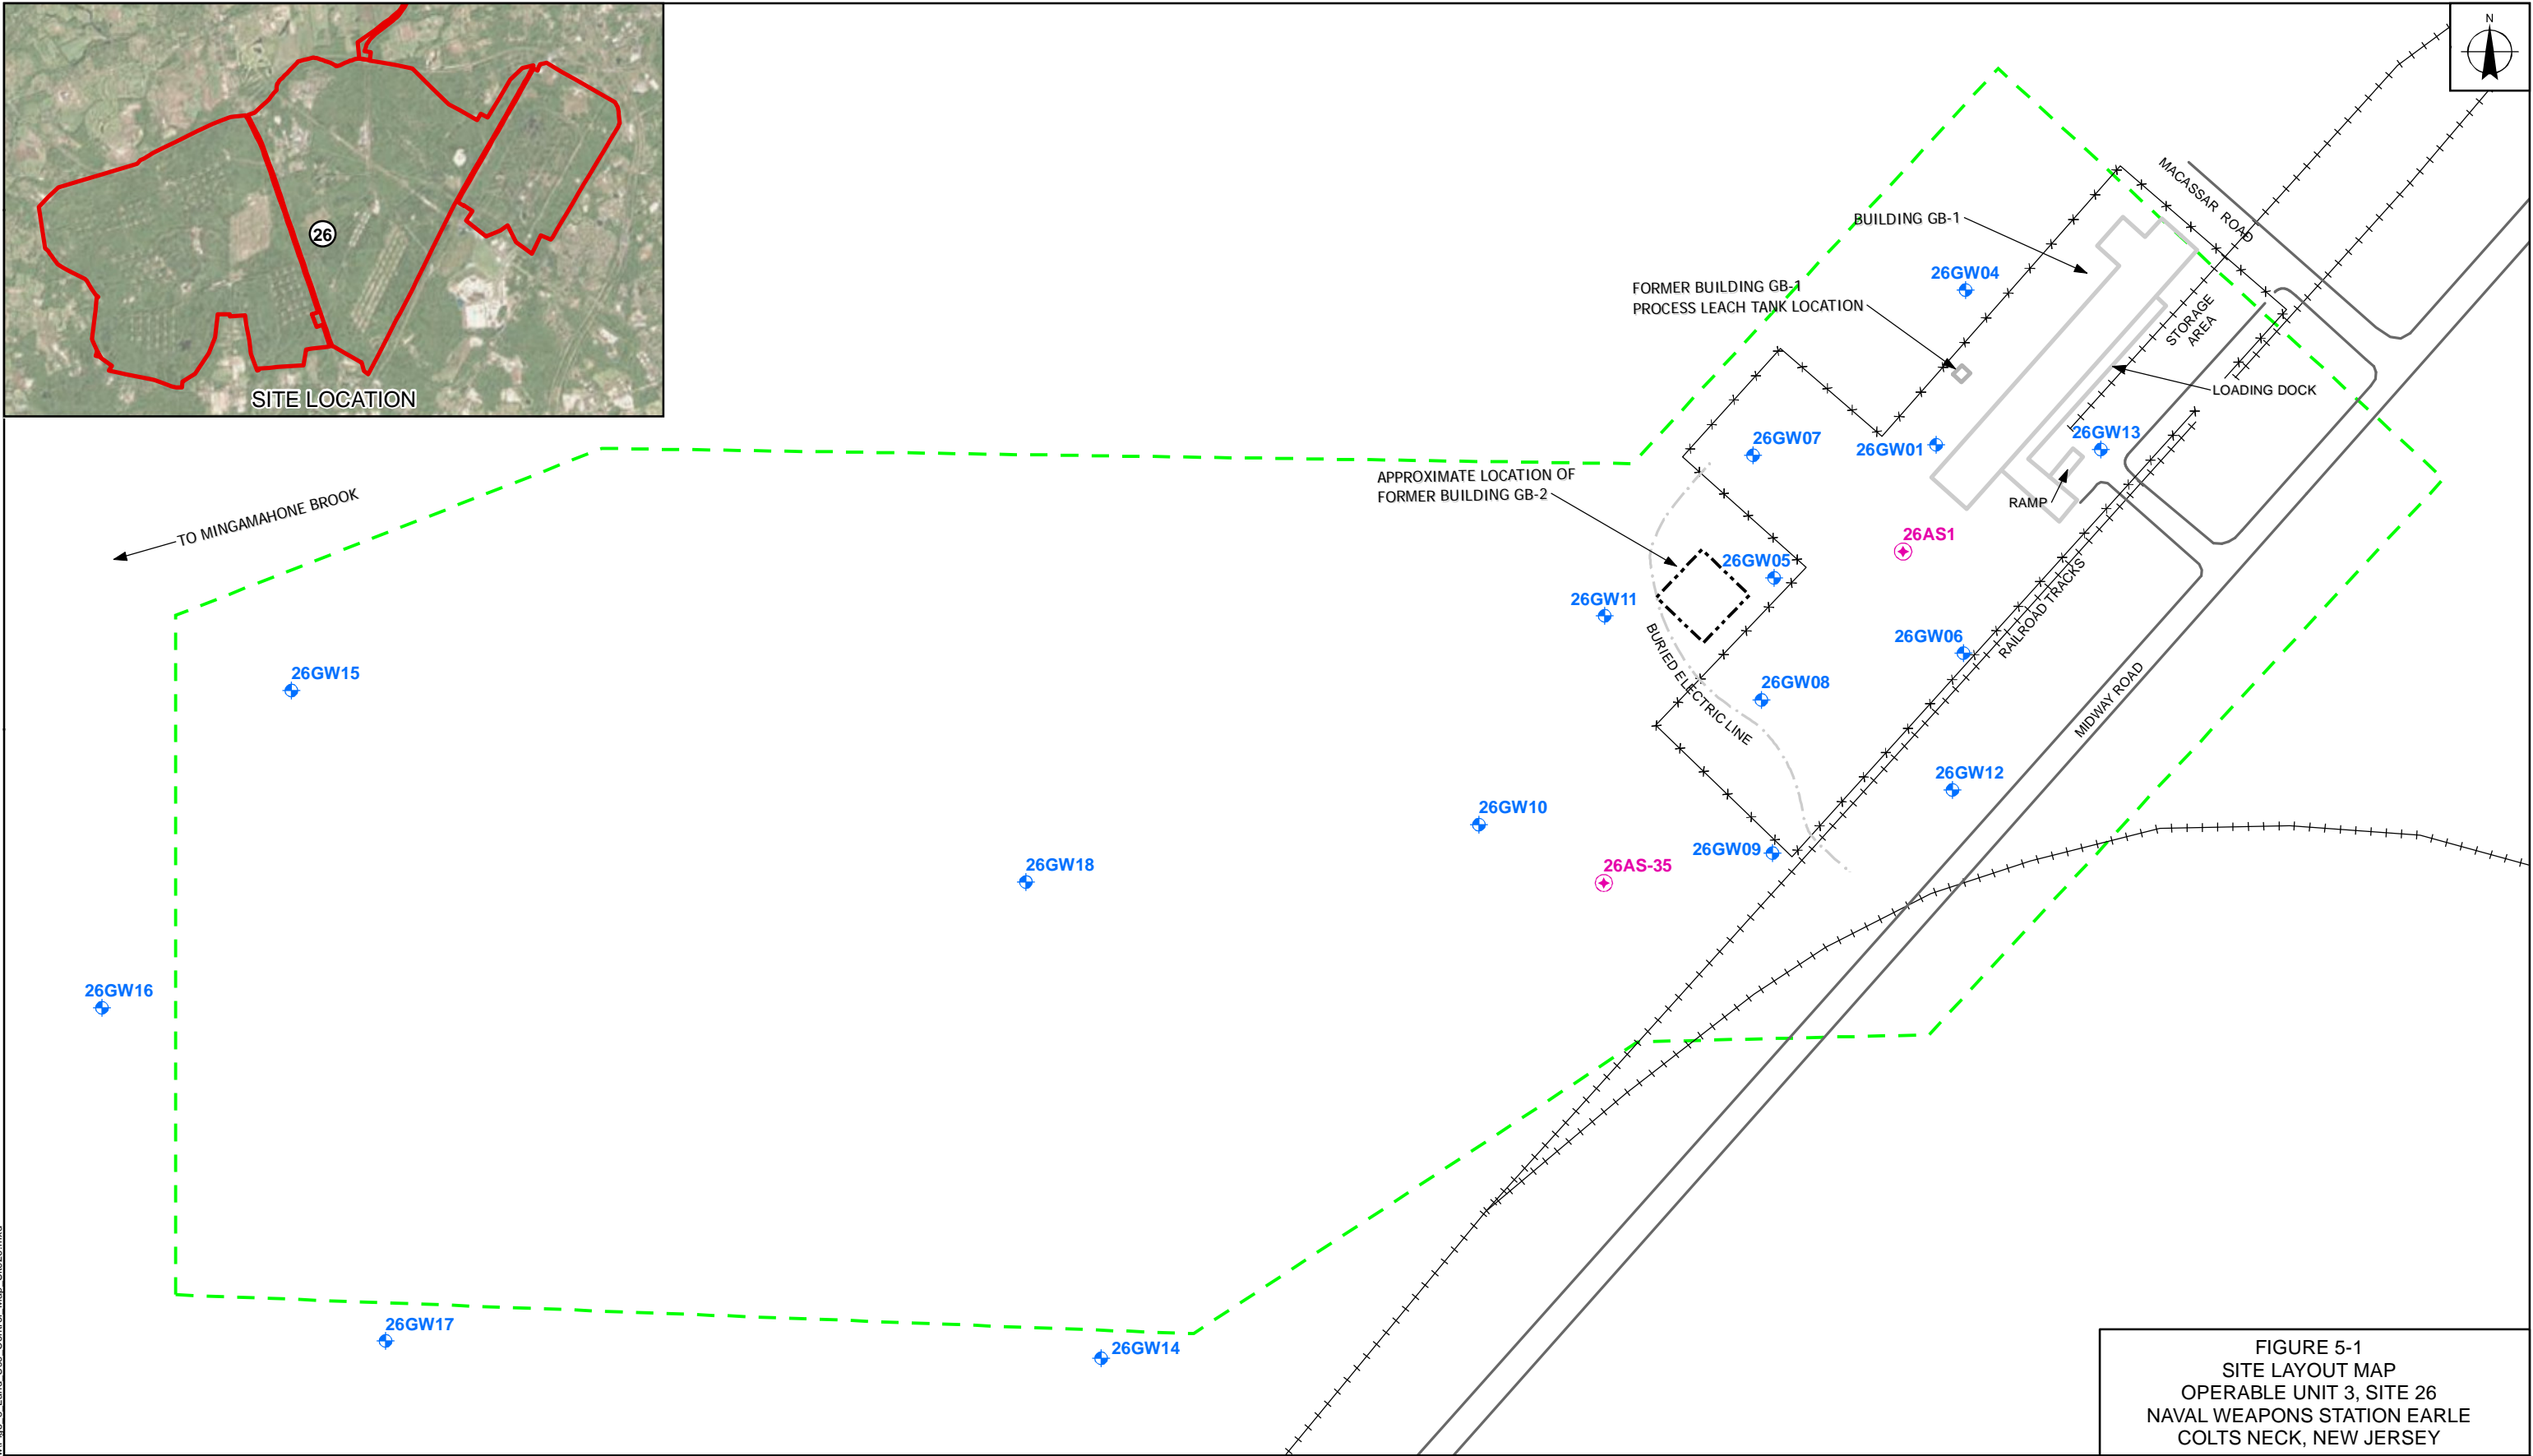 N
26
SITE LOCATION
MACASSAR ROAD
BUILDING GB-1
26GW04
FORMER BUILDING GB-1
PROCESS LEACH TANK LOCATION
STORAGE
AREA
LOADING DOCK
26GW07
26GW01
26GW13
APPROXIMATE LOCATION OF
FORMER BUILDING GB-2
RAMP
TO MINGAMAHONE BROOK
26AS1
26GW05
26GW11
RAILROAD TRACKS
26GW06
BURIED ELECTRIC LINE
26GW15
26GW08
MIDWAY ROAD
26GW12
26GW10
26GW09
26GW18
26AS-35
26GW16
26GW17
26GW14
FIGURE 5-1
SITE LAYOUT MAP
OPERABLE UNIT 3, SITE 26
NAVAL WEAPONS STATION EARLE
COLTS NECK, NEW JERSEY